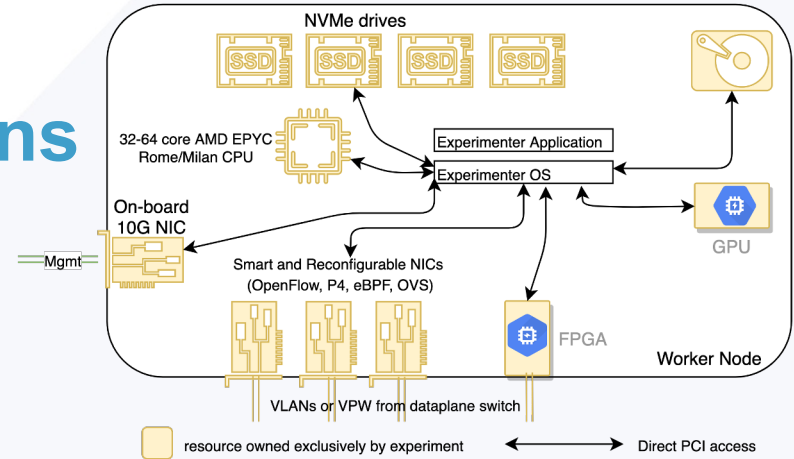 ns
NVMe drives
SSD
SSD
SSD
SSD
32-64 core AMD EPYC
Rome/Milan CPU
Experimenter Application
Experimenter OS
On-board
10G NIC
GPU
Mgmt
Smart and Reconfigurable NICs
(OpenFlow, P4, eBPF, OVS)
FPGA
Worker Node
VLANs or VPW from dataplane switch
resource owned exclusively by experiment
Direct PCI access